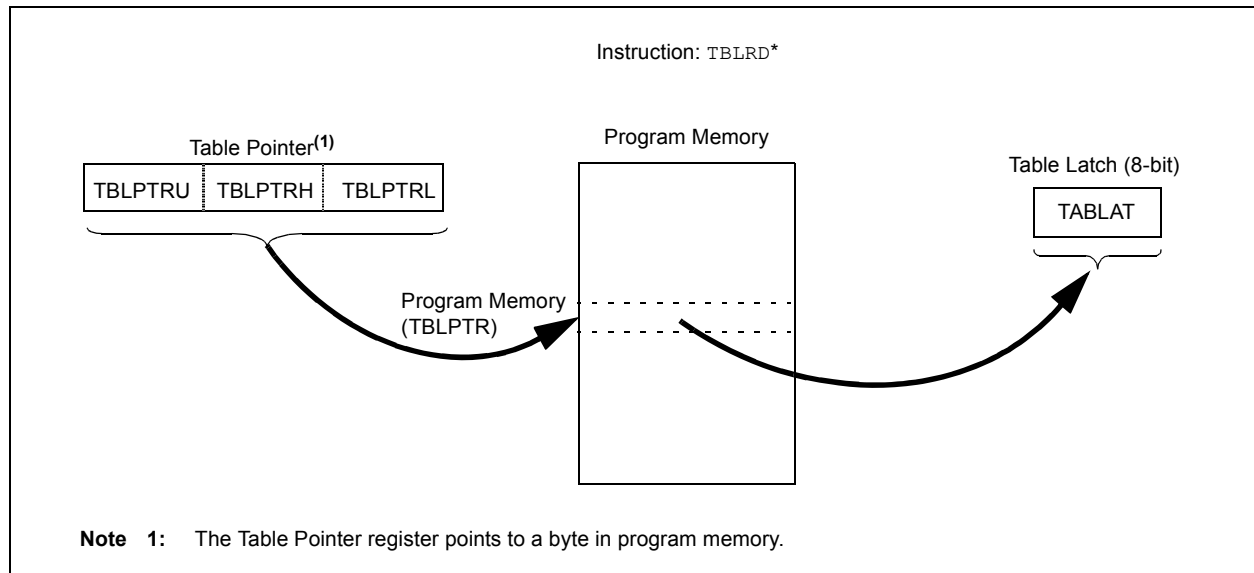 Instruction: TBLRD*
Table Pointer(1)
TBLPTRU TBLPTRH TBLPTRL
Program Memory
Table Latch (8-bit)
TABLAT
Program Memory
(TBLPTR)
Note 1: The Table Pointer register points to a byte in program memory.